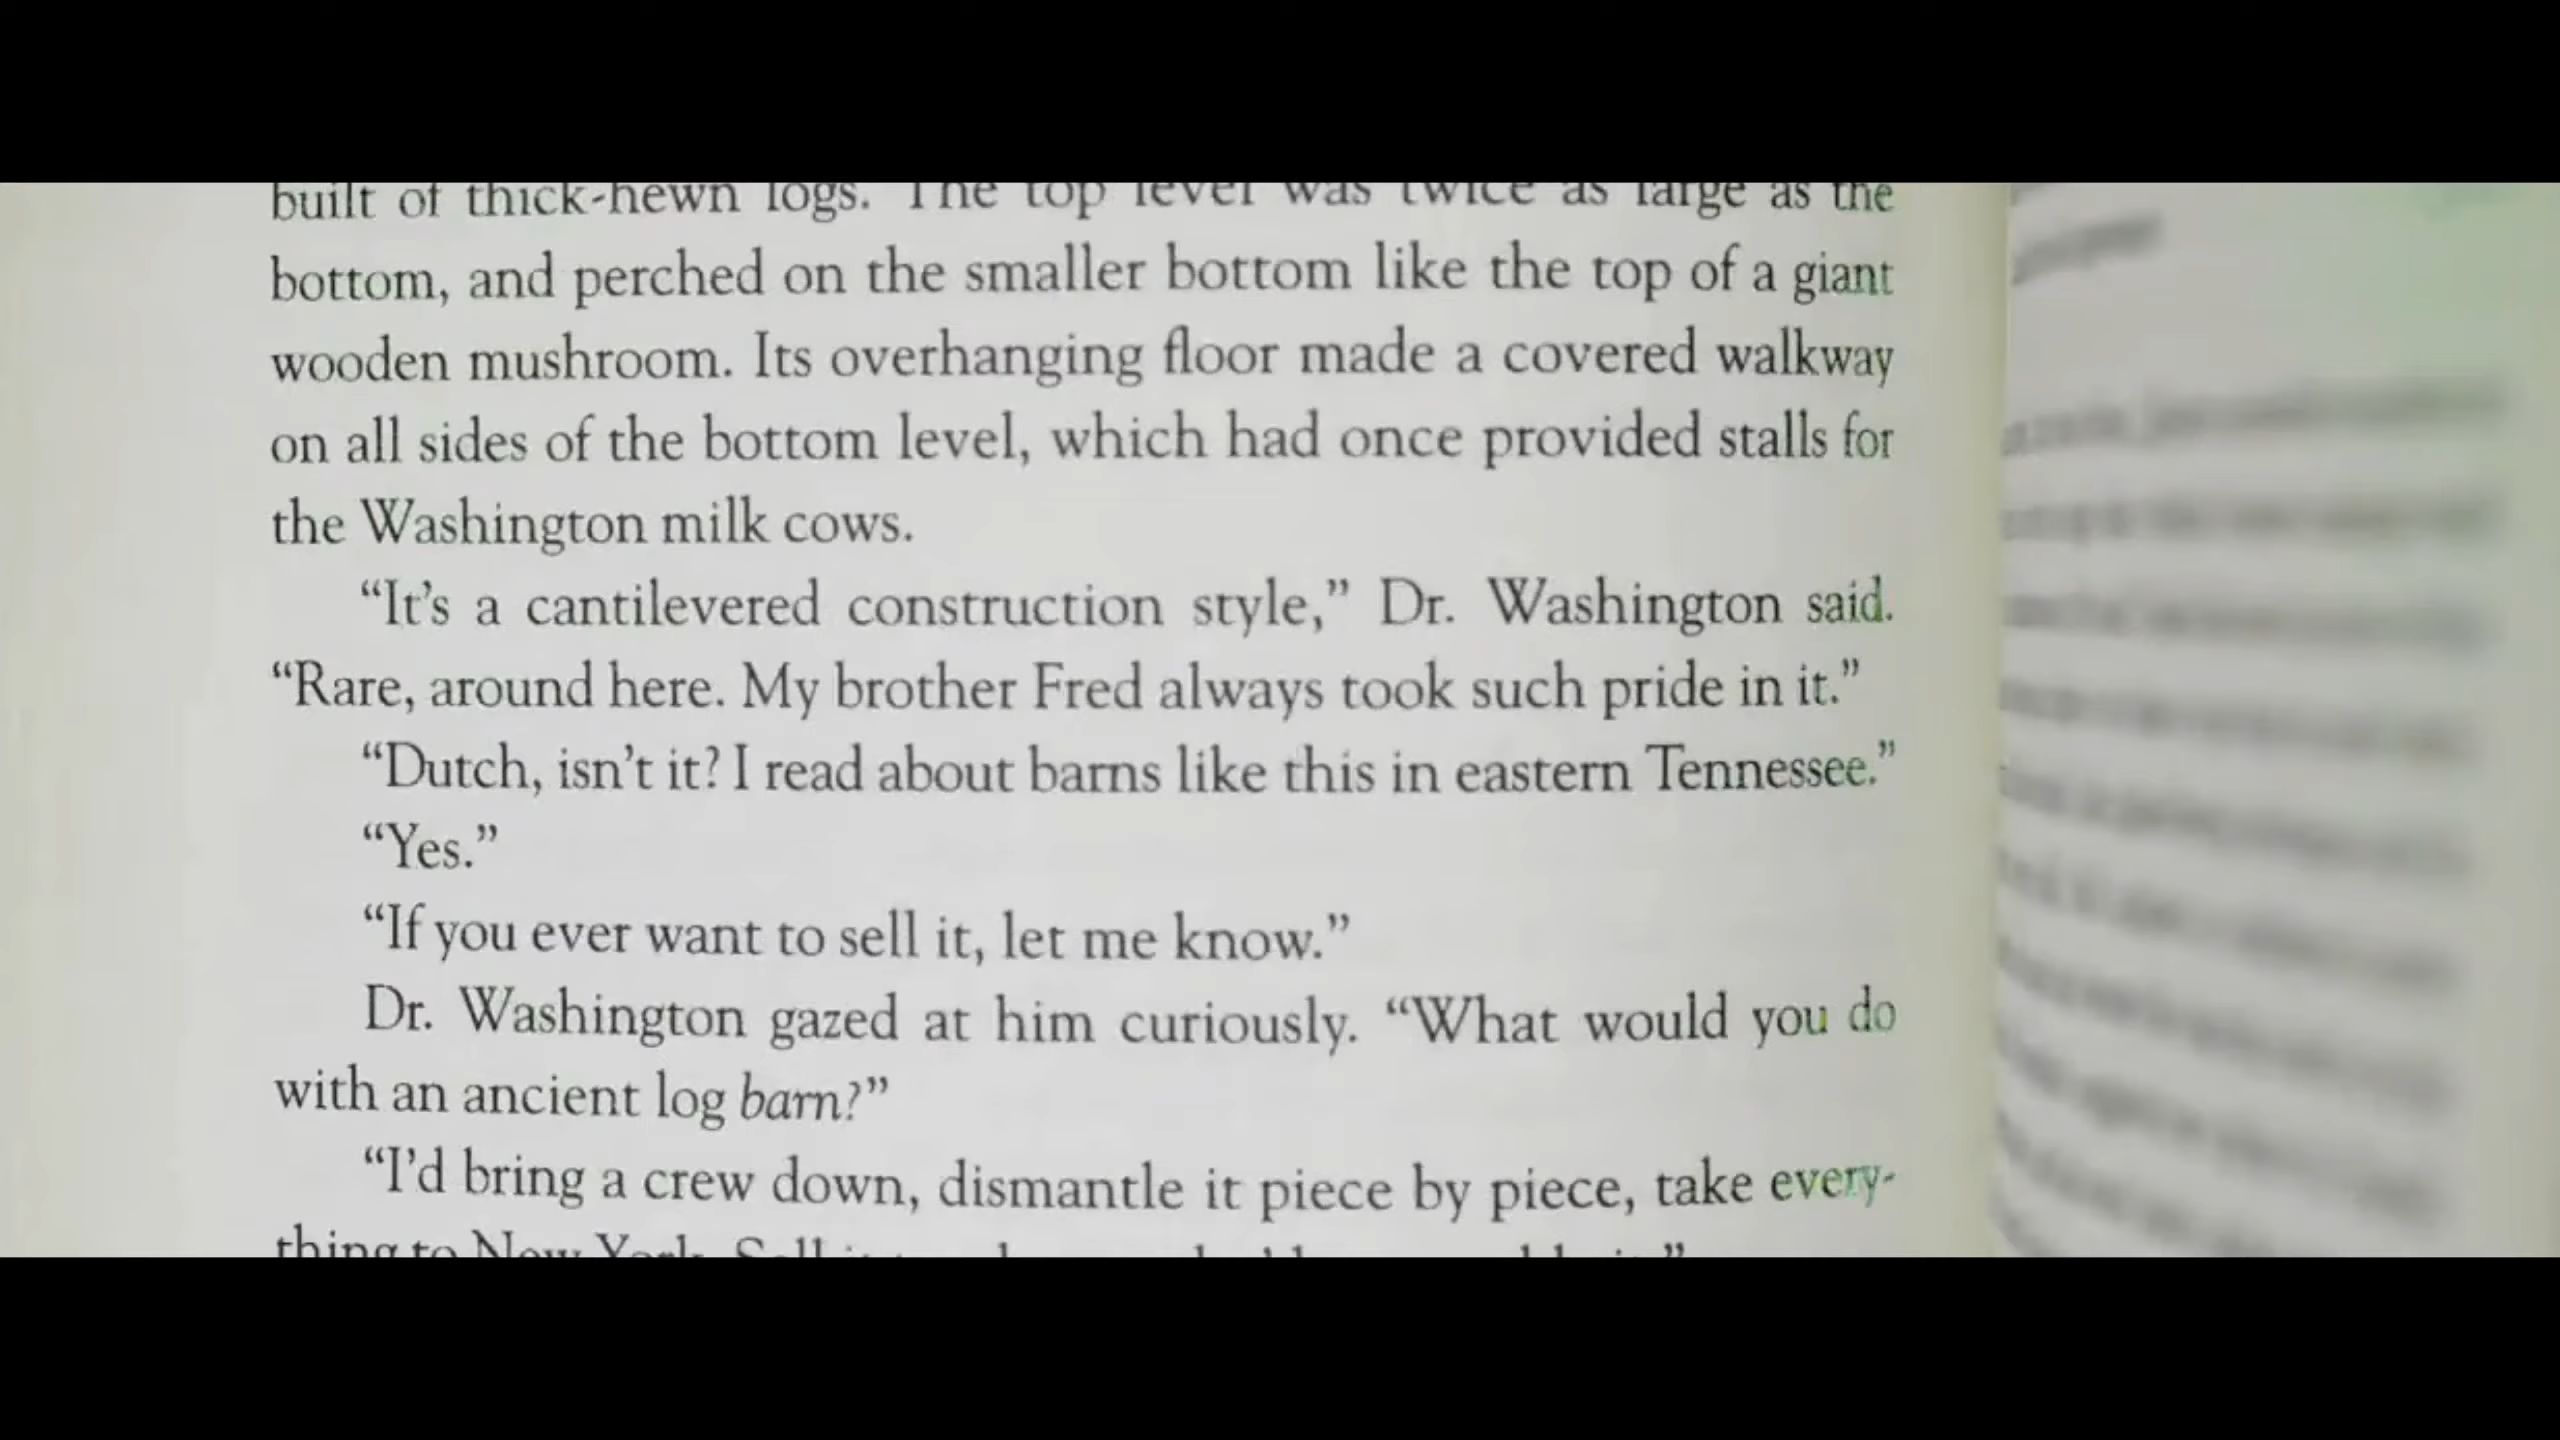 built of thick-hewn logs. The top level was twice as large as the
bottom, and perched on the smaller bottom like the top of a giant
wooden mushroom. Its overhanging floor made a covered walkway
on all sides of the bottom level, which had once provided stalls for
the Washington milk cows.
“It’s a cantilevered construction style,” Dr. Washington said.
“Rare, around here. My brother Fred always took such pride in it.”
“Dutch, isn’t it? I read about barns like this in eastern Tennessee.”
“Yes.”
“If you ever want to sell it, let me know.”
Dr. Washington gazed at him curiously. “What would you do
with an ancient log barn?”
“I’d bring a crew down, dismantle it piece by piece, take every-
thing to New York. Sell